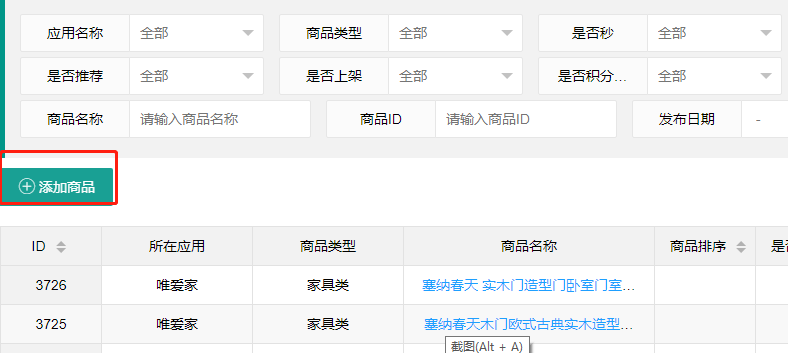 应用名称 全部 商品类型 全部 是否秒 全部
是否推荐 全部 是否上架 全部 是否积分... 全部
商品名称 请输入商品名称 商品ID 请输入商品ID 发布日期 -
添加商品
ID 所在应用 商品类型 商品名称 商品排序 是
3726 唯爱家 家具类 塞纳春天 实木门造型门卧室门室...
3725 唯爱家 家具类 塞纳春天木门欧式古典实木造型...
截图(Alt + A)